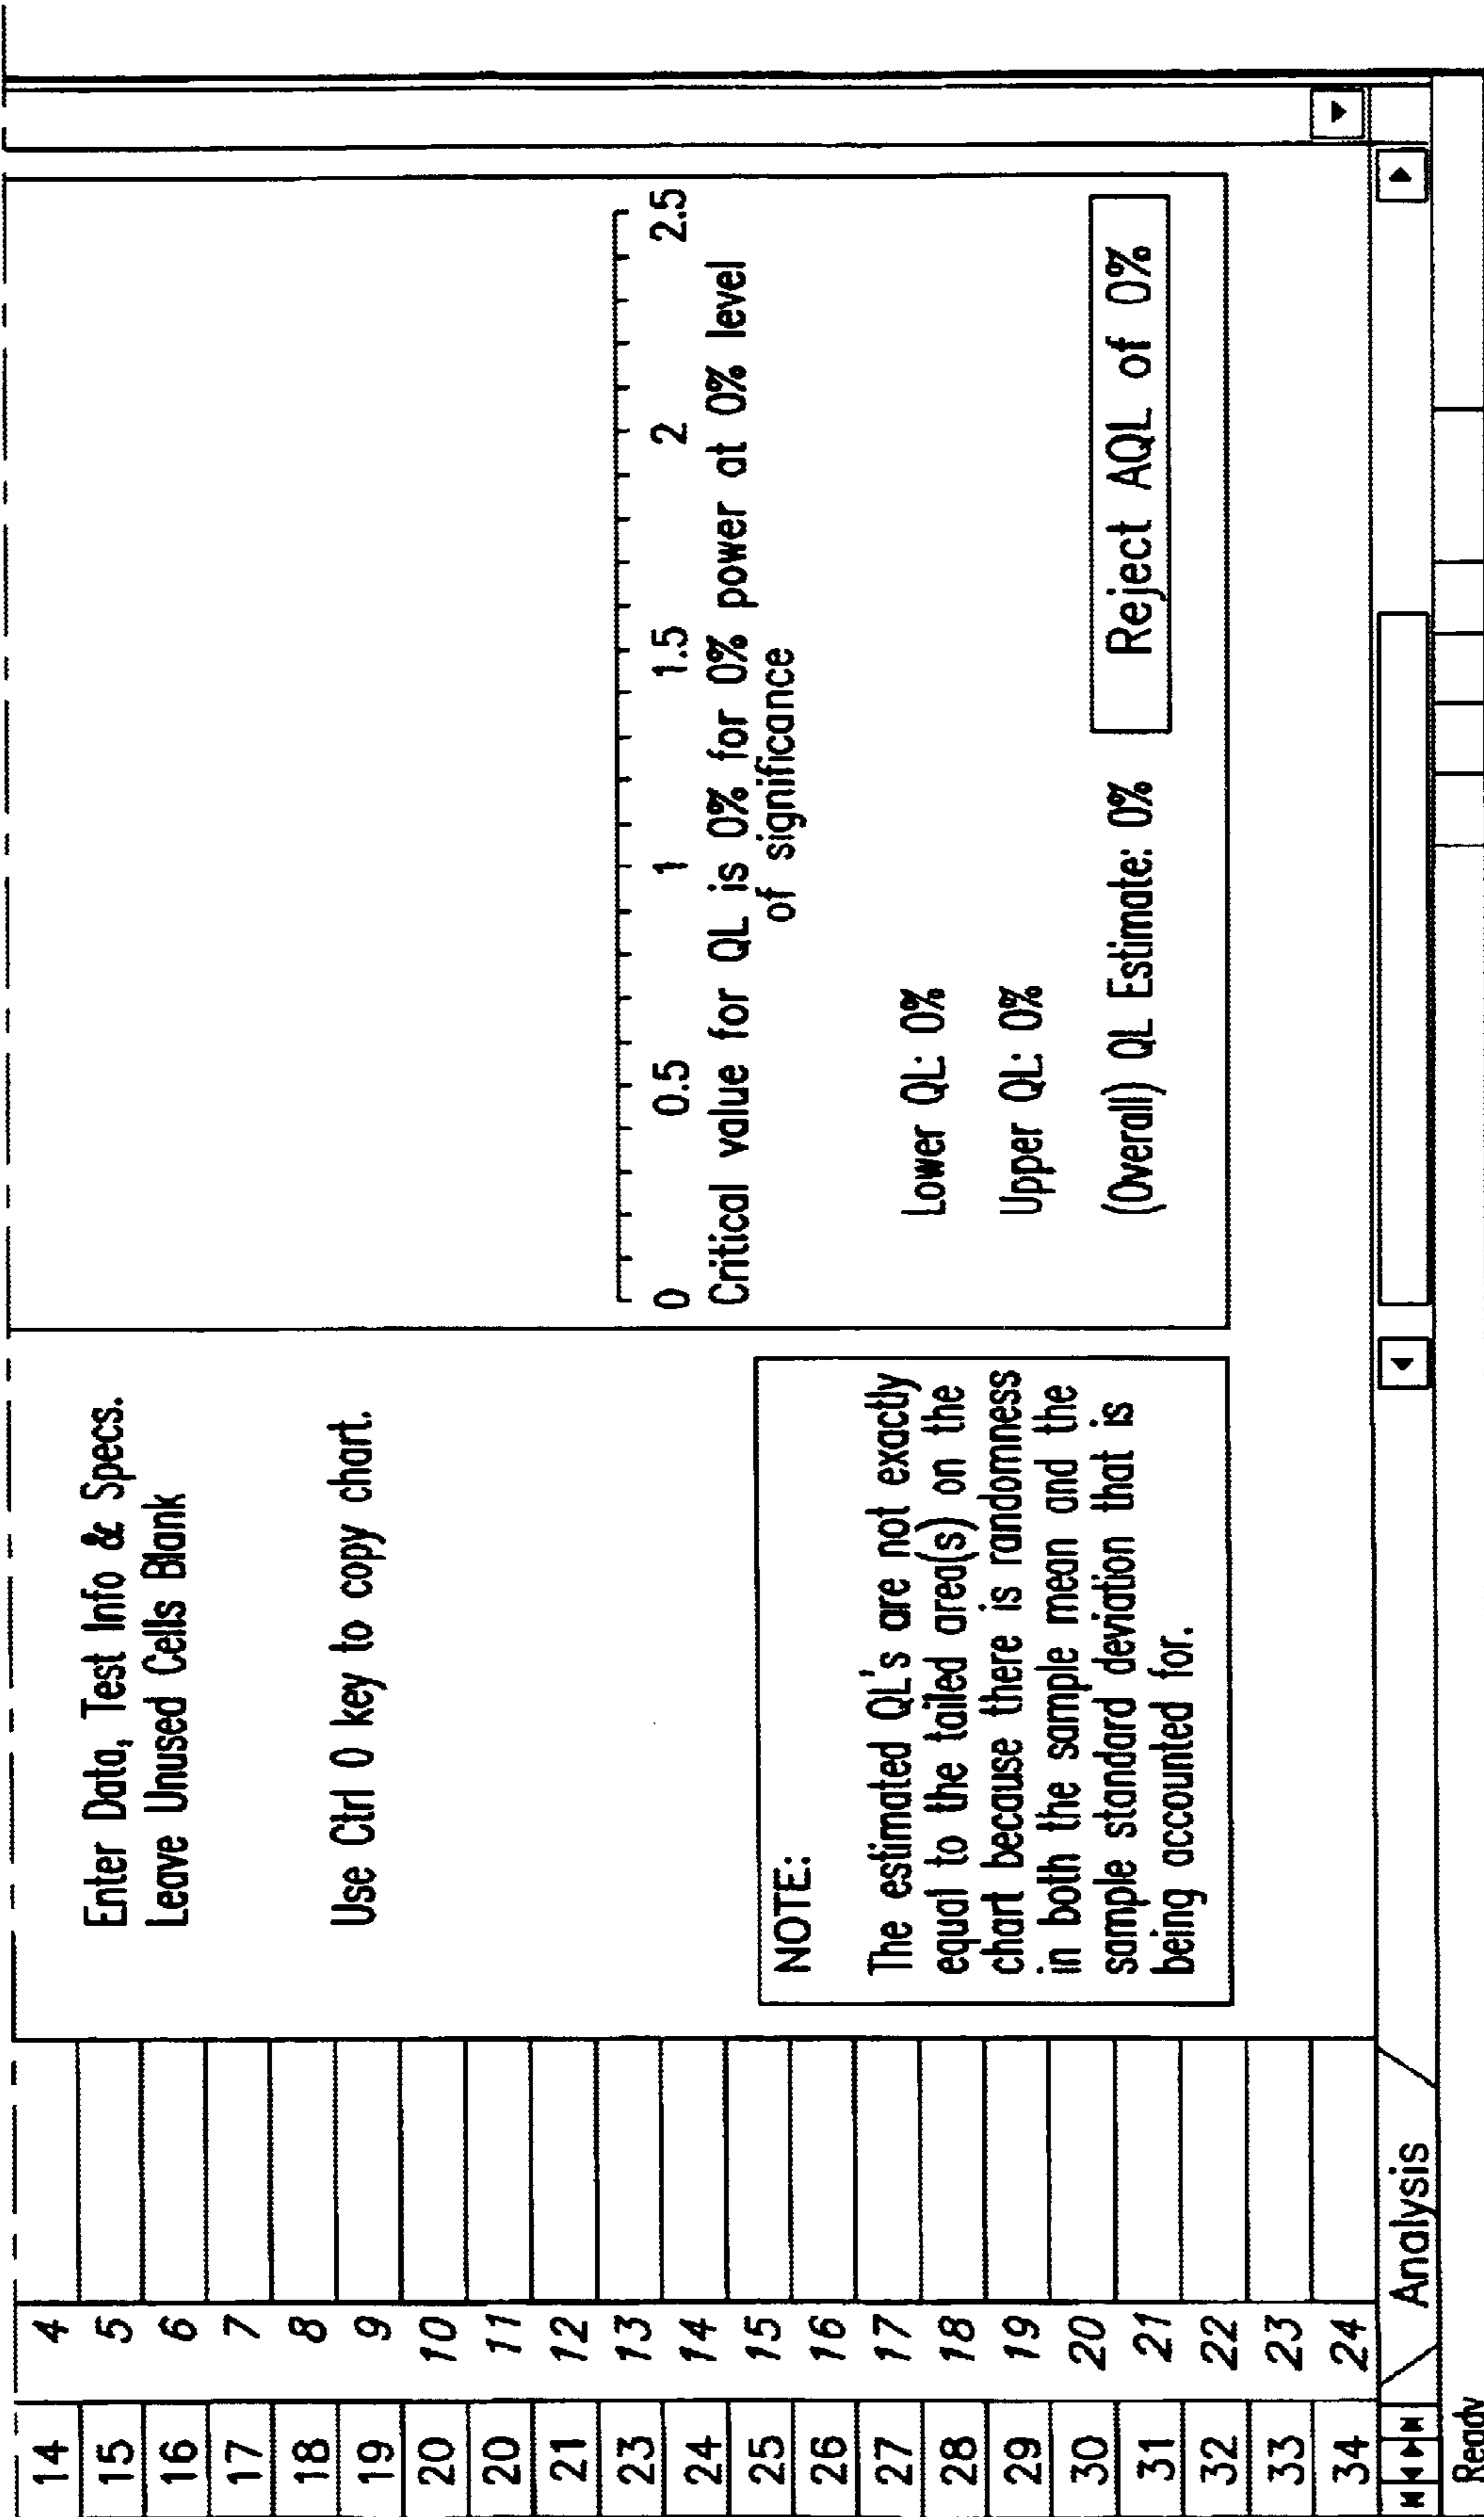 14 4
15 5
16 6
17 7
18 8
19 9
20 10
20 11
21 12
23 13
24 14
25 15
26 16
27 17
28 18
29 19
30 20
31 21
32 22
33 23
34 24
Enter Data, Test Info & Specs.
Leave Unused Cells Blank
Use Ctrl 0 key to copy chart.
NOTE:
The estimated QL's are not exactly
equal to the tailed area(s) on the
chart because there is randomness
in both the sample mean and the
sample standard deviation that is
being accounted for.
0 0.5 1 1.5 2 2.5
Critical value for QL is 0% for 0% power at 0% level
of significance
Lower QL: 0%
Upper QL: 0%
(Overall) QL Estimate: 0% Reject AQL of 0%
Analysis
Ready